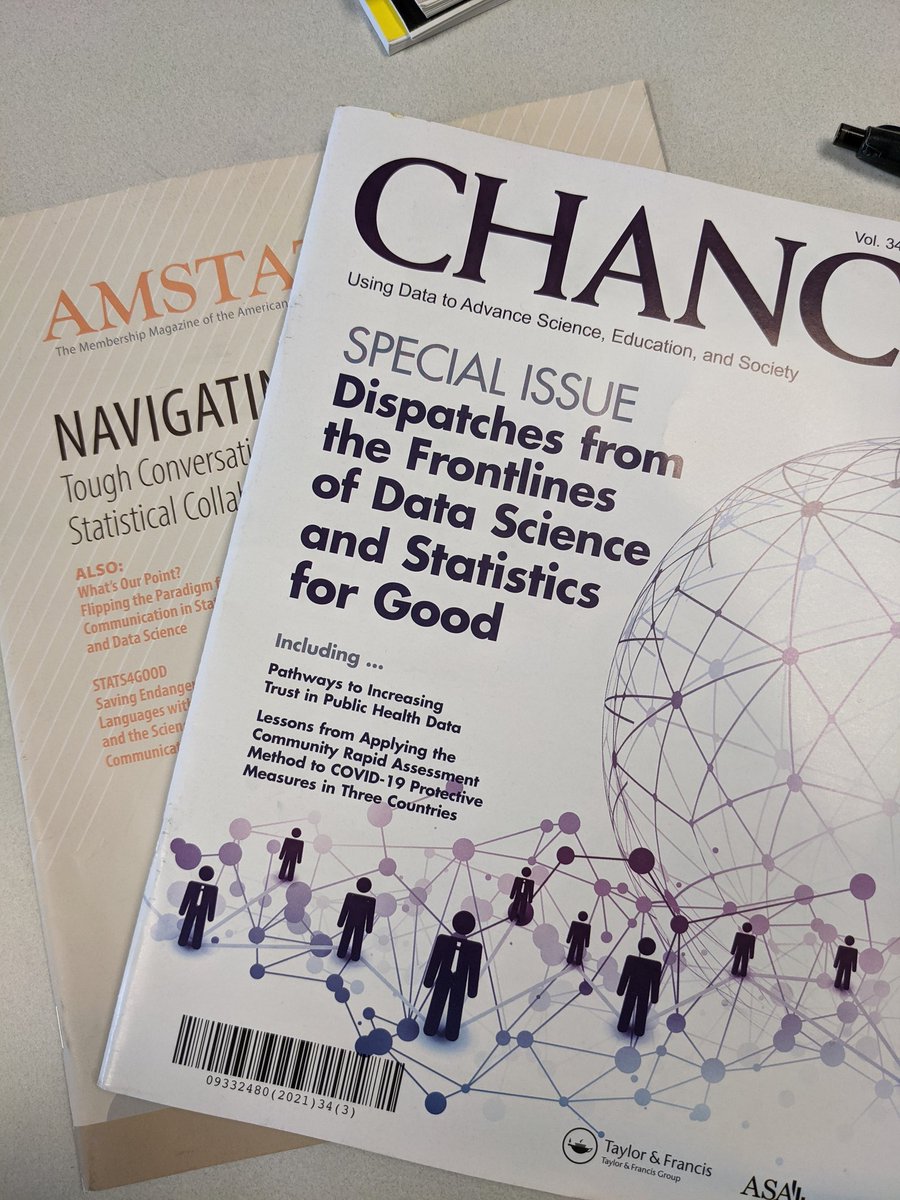 CHANC
Vol. 34
Using Data to Advance Science, Education, and Society
SPECIAL ISSUE
Dispatches from
the Frontlines
of Data Science
and Statistics
for Good
Including ...
Pathways to Increasing
Trust in Public Health Data
Lessons from Applying the
Community Rapid Assessment
Method to COVID-19 Protective
Measures in Three Countries
09332480(2021)34(3)
Taylor & Francis
Taylor & Francis Group
ASA
AMSTAT
The Membership Magazine of the American
NAVIGATIN
Tough Conversati
Statistical Colla
ALSO:
What's Our Point?
Flipping the Paradigm f
Communication in Sta
and Data Science
STATS4GOOD
Saving Endange
Languages wit
and the Scien
Communicatio